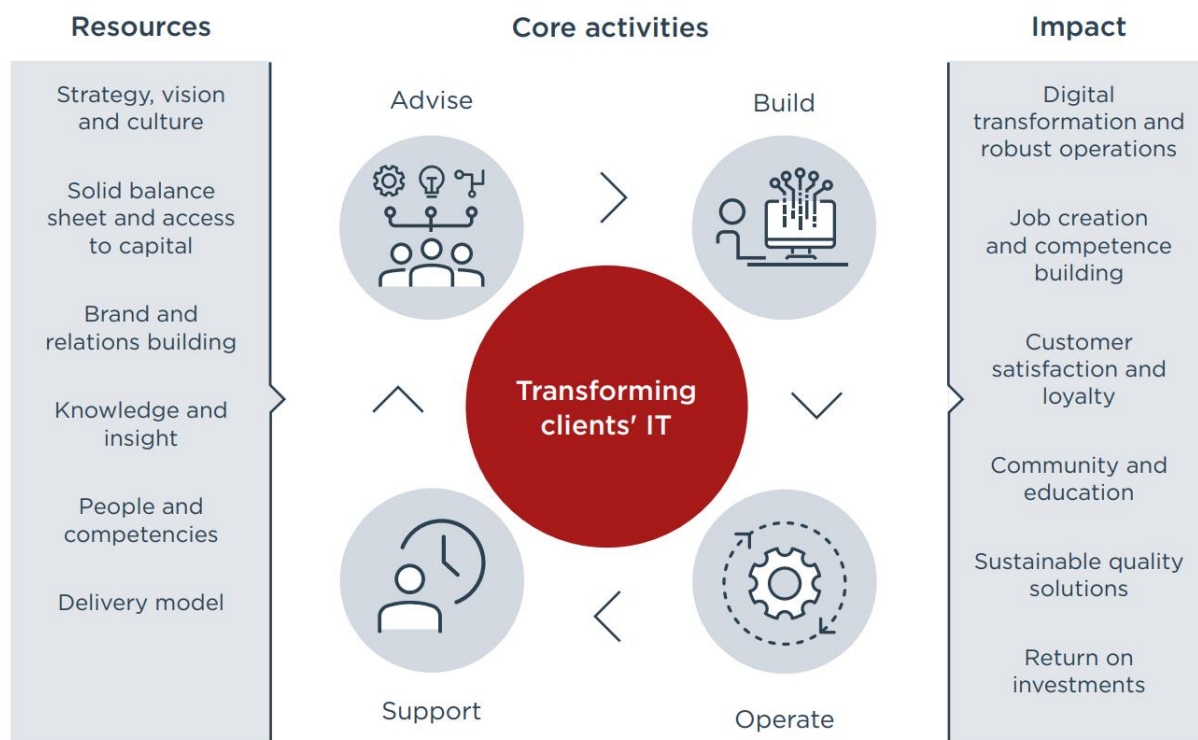 Resources
Strategy, vision
and culture
Solid balance
sheet and access
to capital
Brand and
relations building
Knowledge and
insight
People and
competencies
Delivery model
Core activities
Advise
Build
Transforming
clients' IT
Support
Operate
Impact
Digital
transformation and
robust operations
Job creation
and competence
building
Customer
satisfaction and
loyalty
Community and
education
Sustainable quality
solutions
Return on
investments